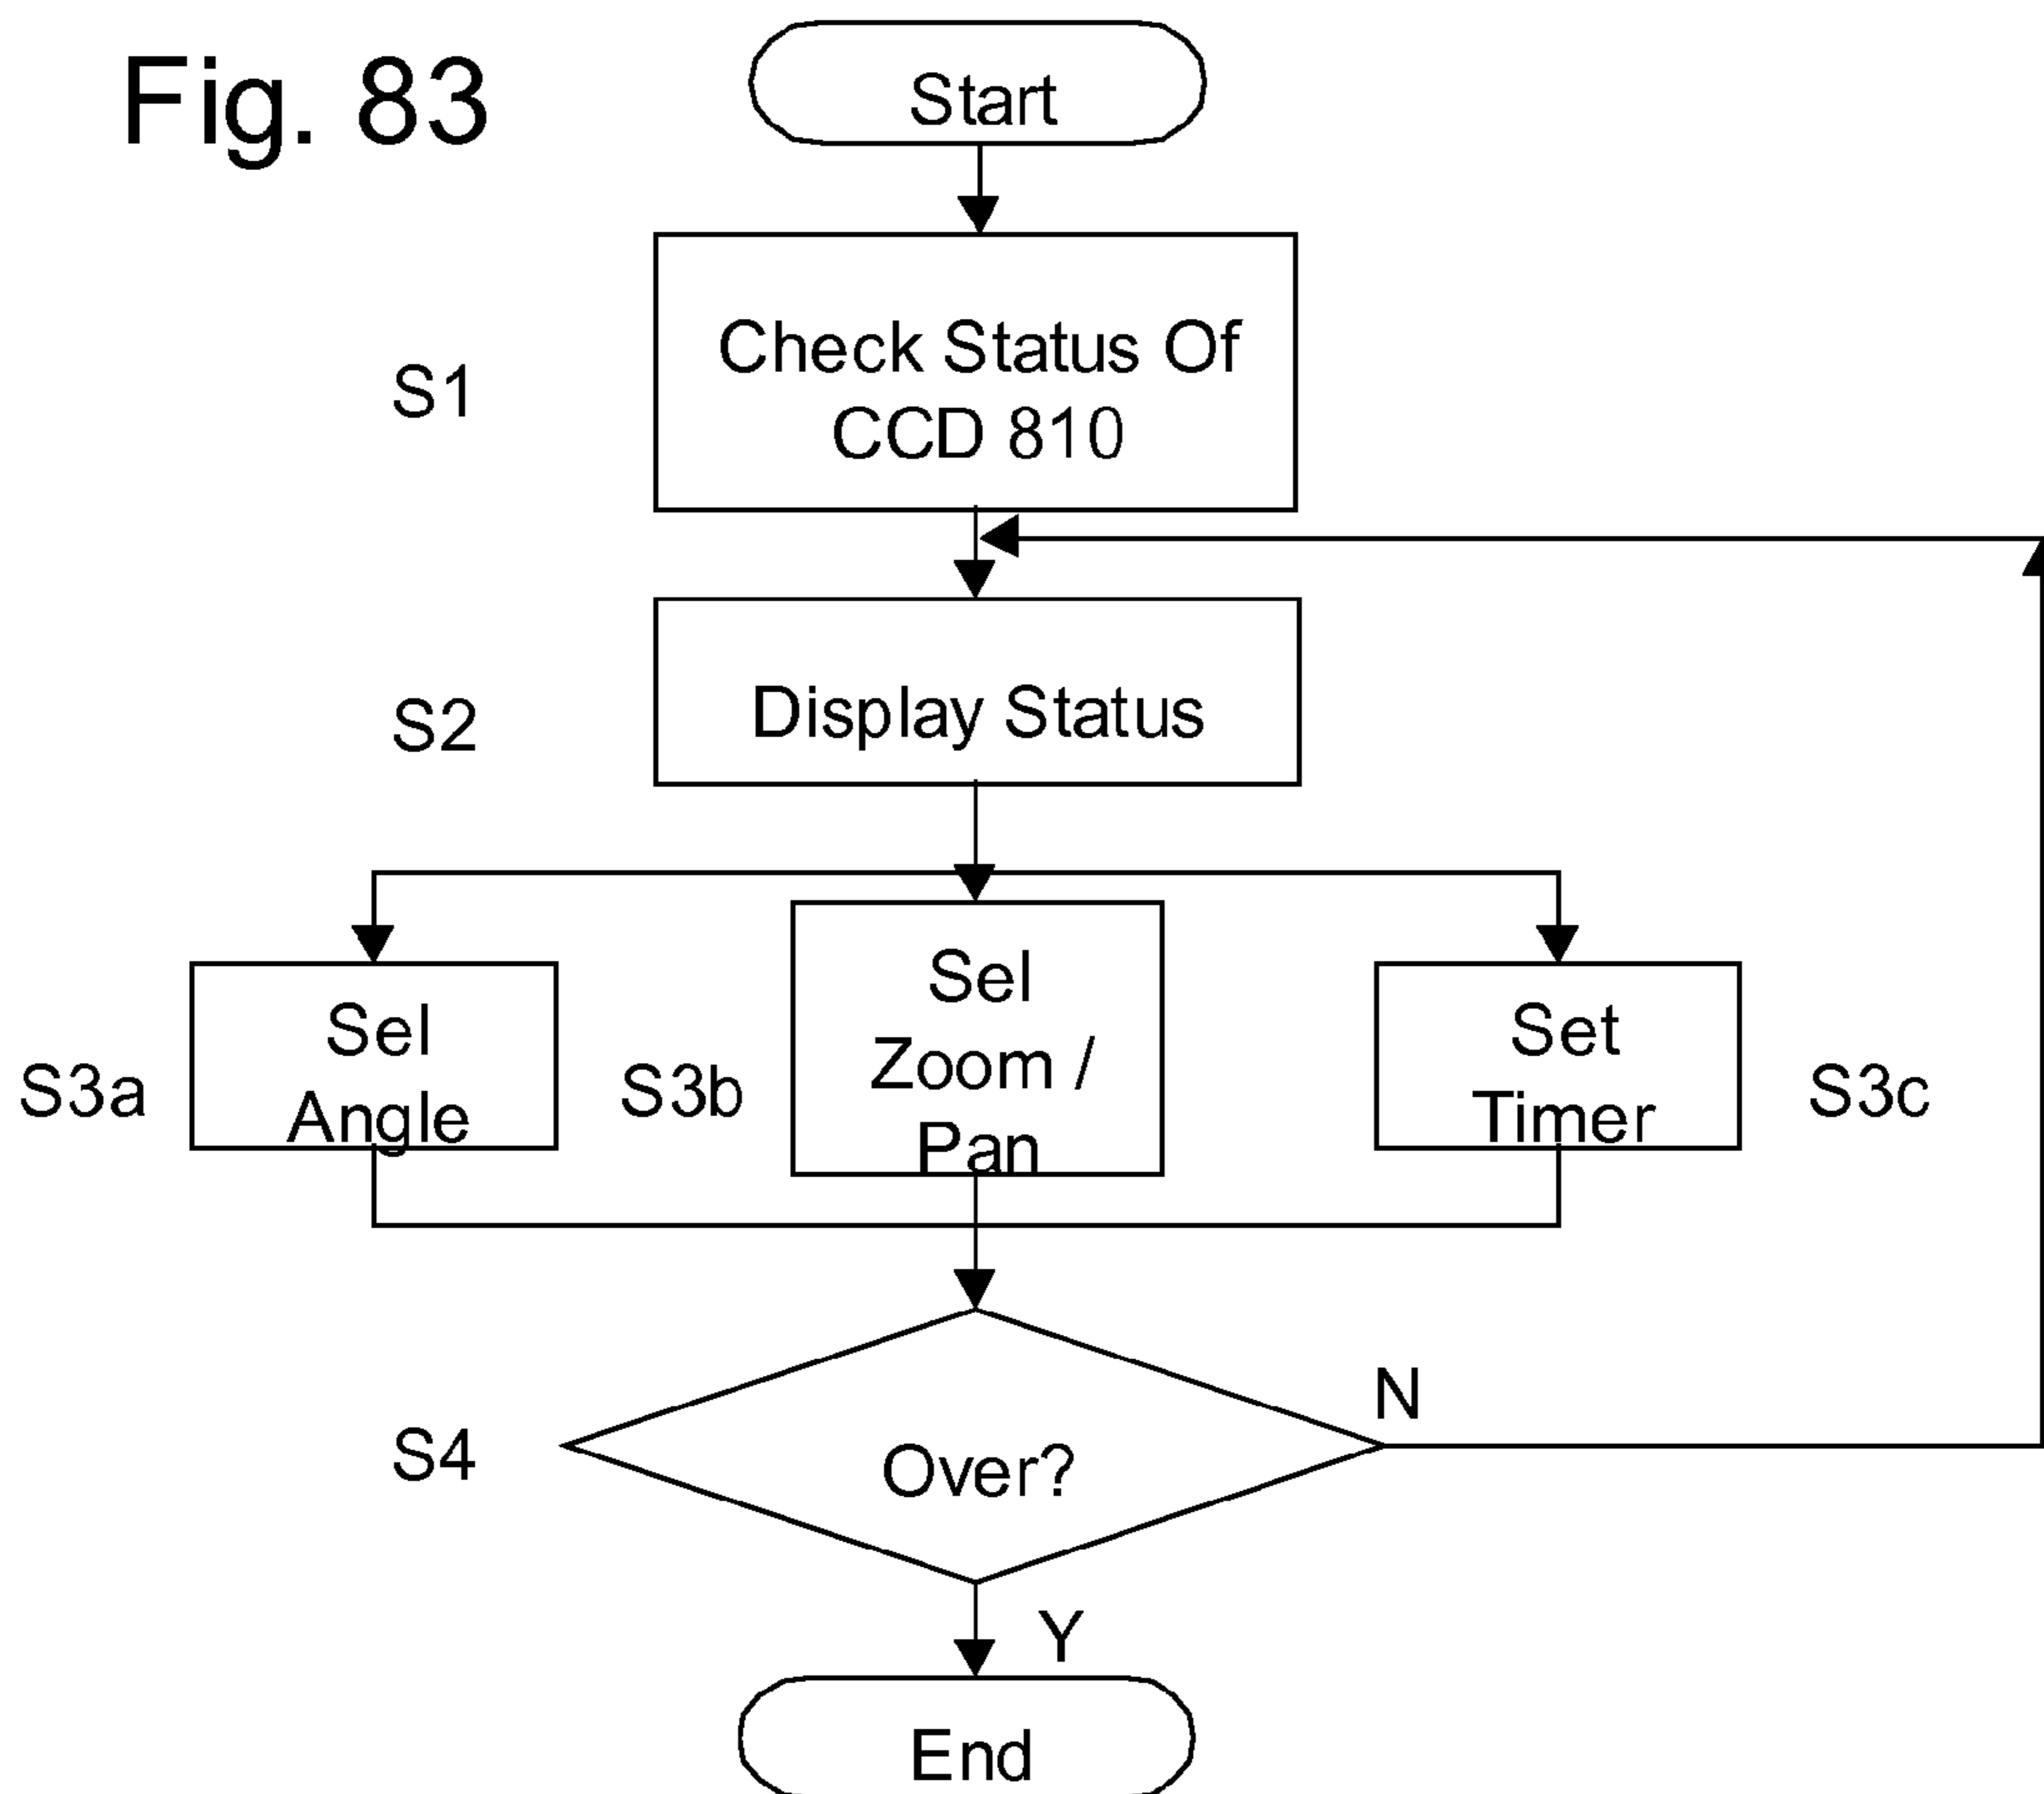 Fig. 83
Start
S1
Check Status Of
CCD 810
S2
Display Status
S3a
Sel
Angle
S3b
Sel
Zoom /
Pan
Set
Timer
S3c
S4
Over?
N
Y
End